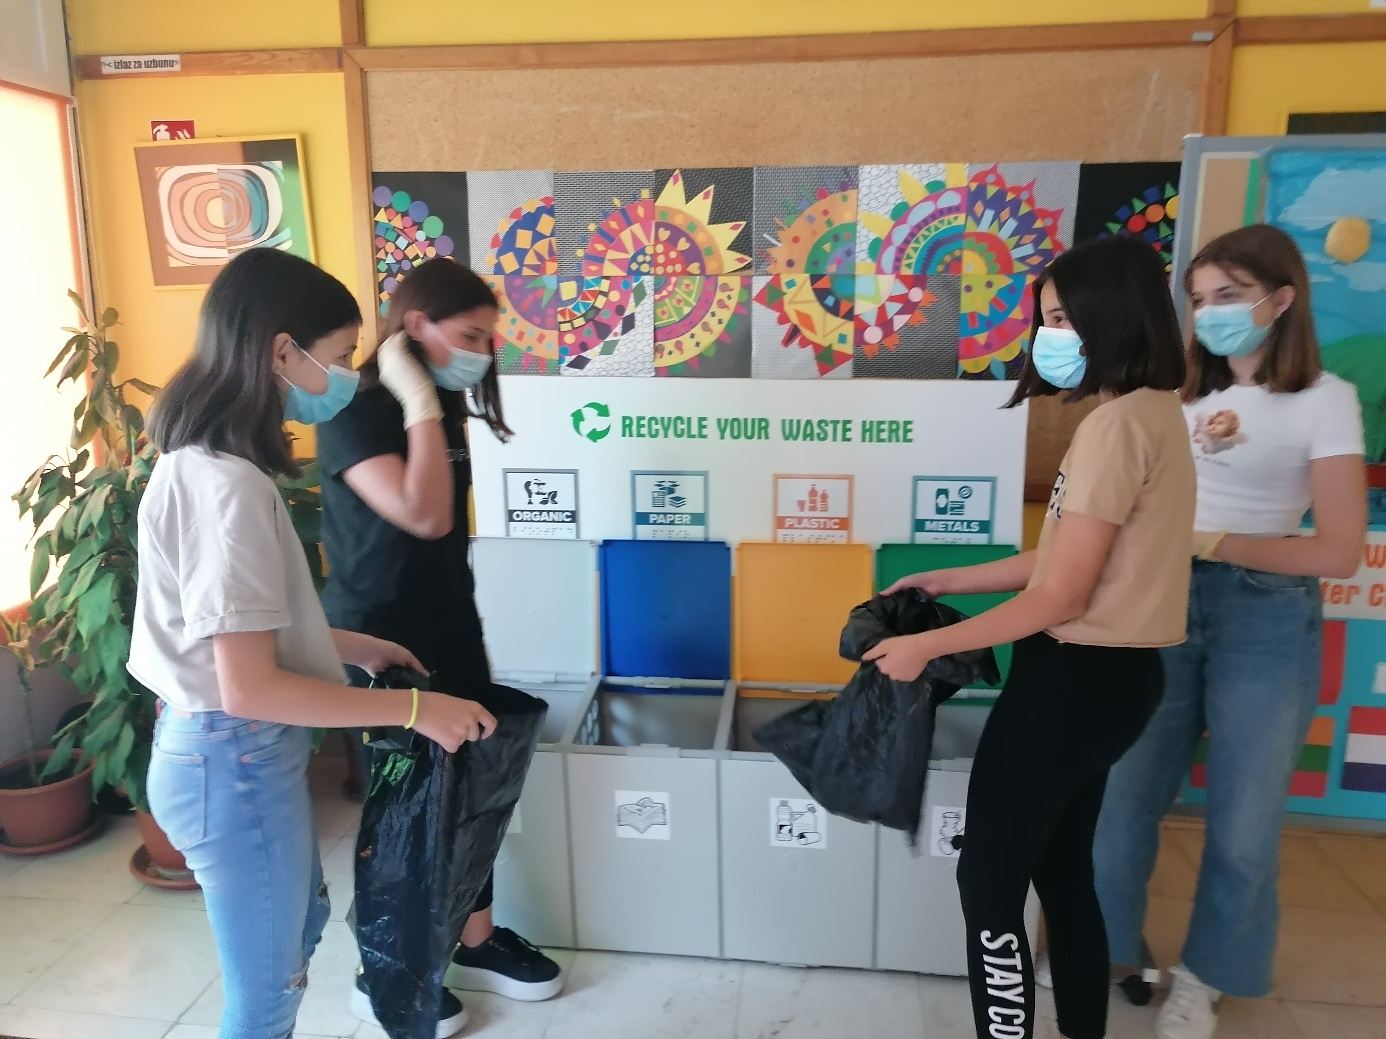 < izlaz za uzbunu
RECYCLE YOUR WASTE HERE
ORGANIC
PAPER
PLASTIC
METALS
STAY CO